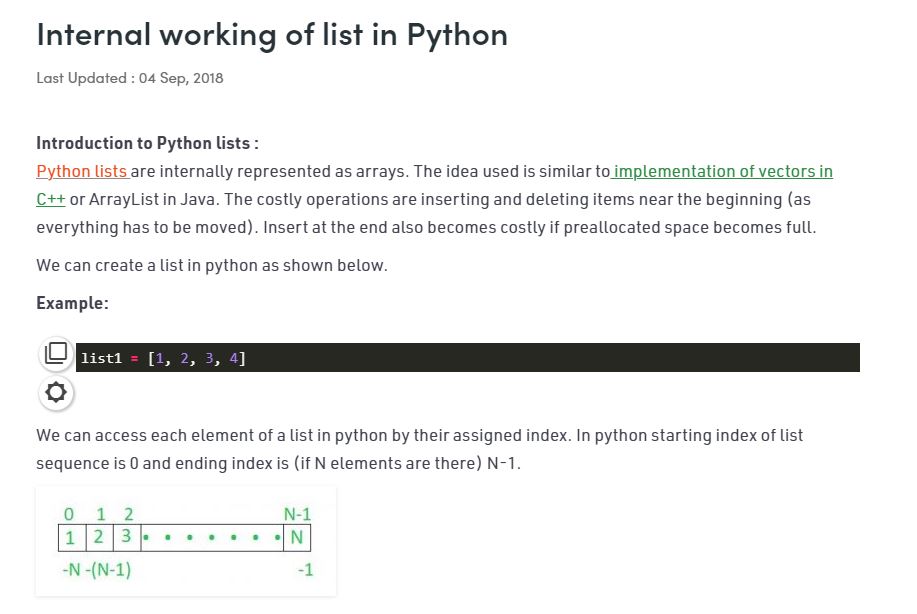 Internal working of list in Python
Last Updated : 04 Sep, 2018
Introduction to Python lists :
Python lists are internally represented as arrays. The idea used is similar to implementation of vectors in
C++ or ArrayList in Java. The costly operations are inserting and deleting items near the beginning (as
everything has to be moved). Insert at the end also becomes costly if preallocated space becomes full.
We can create a list in python as shown below.
Example:
list1 = [1, 2, 3, 4]
We can access each element of a list in python by their assigned index. In python starting index of list
sequence is 0 and ending index is (if N elements are there) N-1.
0 1 2 N-1
1 2 3 • • • • • • • N
-N -(N-1) -1